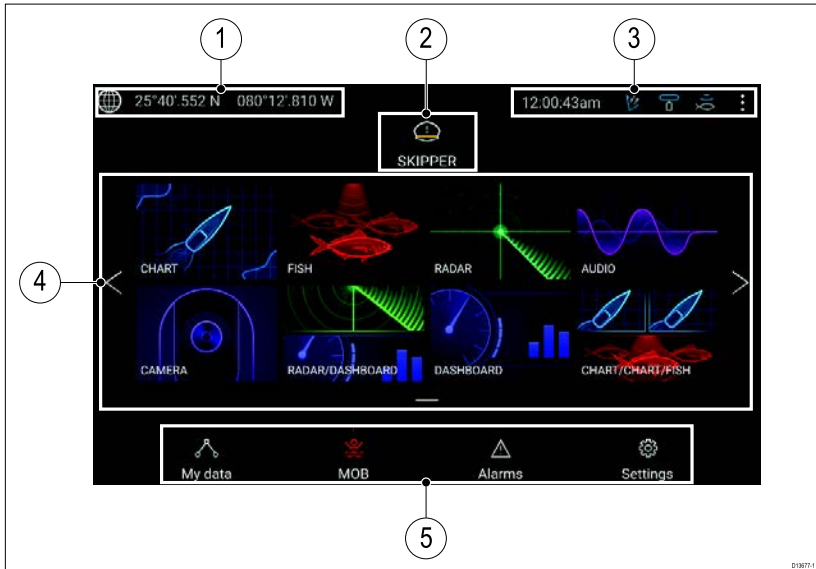 1
2
3
25°40'.552 N 080°12'.810 W
12:00:43am
SKIPPER
4
CHART
FISH
RADAR
AUDIO
CAMERA
RADAR/DASHBOARD
DASHBOARD
CHART/CHART/FISH
My data
MOB
Alarms
Settings
5
D13677-1